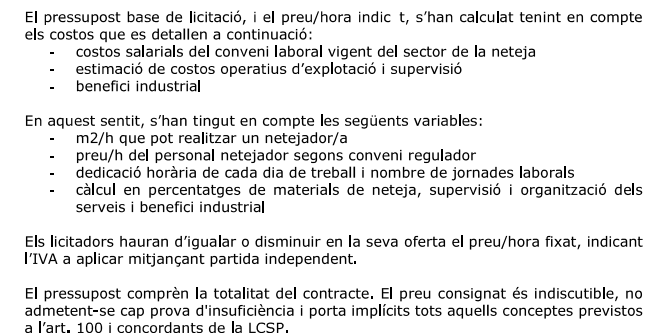 El pressupost base de licitació, i el preu/hora indic t, s'han calculat tenint en compte
els costos que es detallen a continuació:
- costos salarials del conveni laboral vigent del sector de la neteja
- estimació de costos operatius d'explotació i supervisió
- benefici industrial
En aquest sentit, s'han tingut en compte les següents variables:
- m2/h que pot realitzar un netejador/a
- preu/h del personal netejador segons conveni regulador
- dedicació horària de cada dia de treball i nombre de jornades laborals
- càlcul en percentatges de materials de neteja, supervisió i organització dels
serveis i benefici industrial
Els licitadors hauran d'igualar o disminuir en la seva oferta el preu/hora fixat, indicant
l'IVA a aplicar mitjançant partida independent.
El pressupost comprèn la totalitat del contracte. El preu consignat és indiscutible, no
admetent-se cap prova d'insuficiència i porta implícits tots aquells conceptes previstos
a l'art. 100 i concordants de la LCSP.